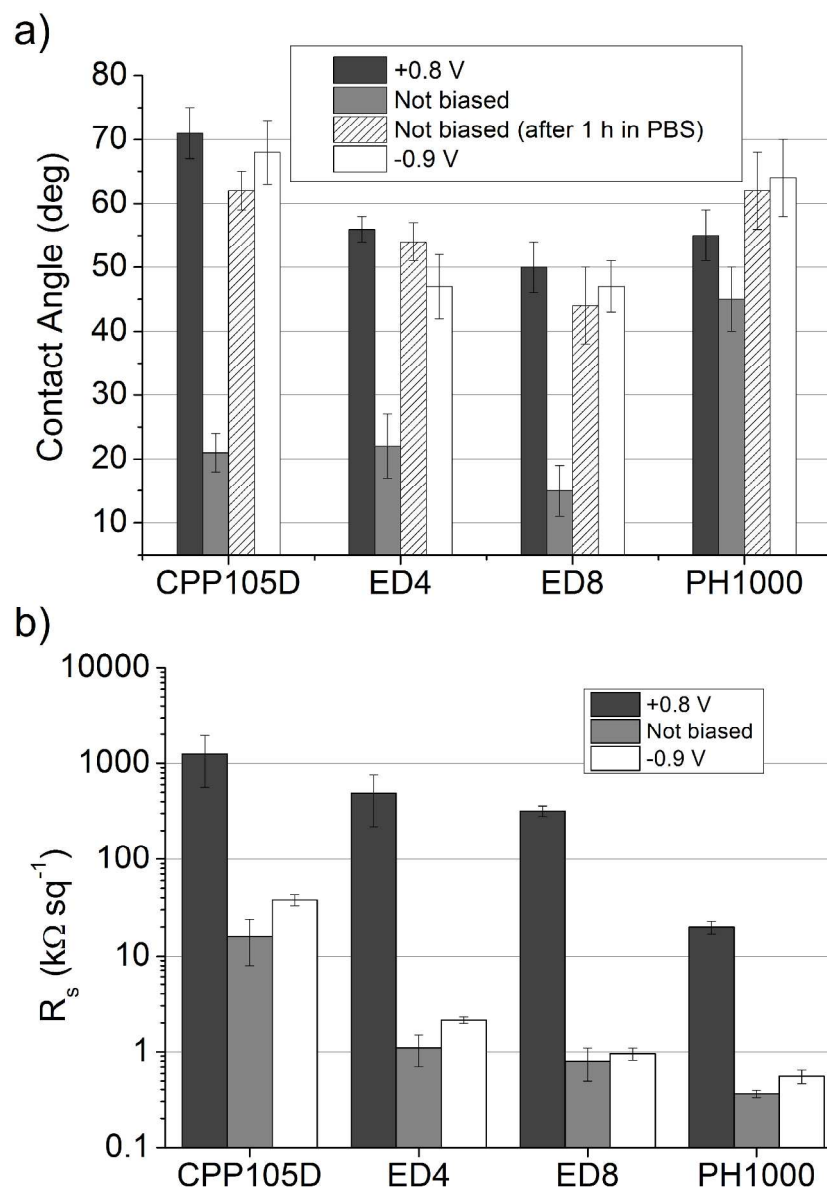 a)
+0.8 V
Not biased
Not biased (after 1 h in PBS)
-0.9 V
80
70
60
50
40
30
20
10
Contact Angle (deg)
CPP105D ED4 ED8 PH1000
b)
+0.8 V
Not biased
-0.9 V
10000
1000
100
10
1
0.1
Rₛ (kΩ sq⁻¹)
CPP105D ED4 ED8 PH1000